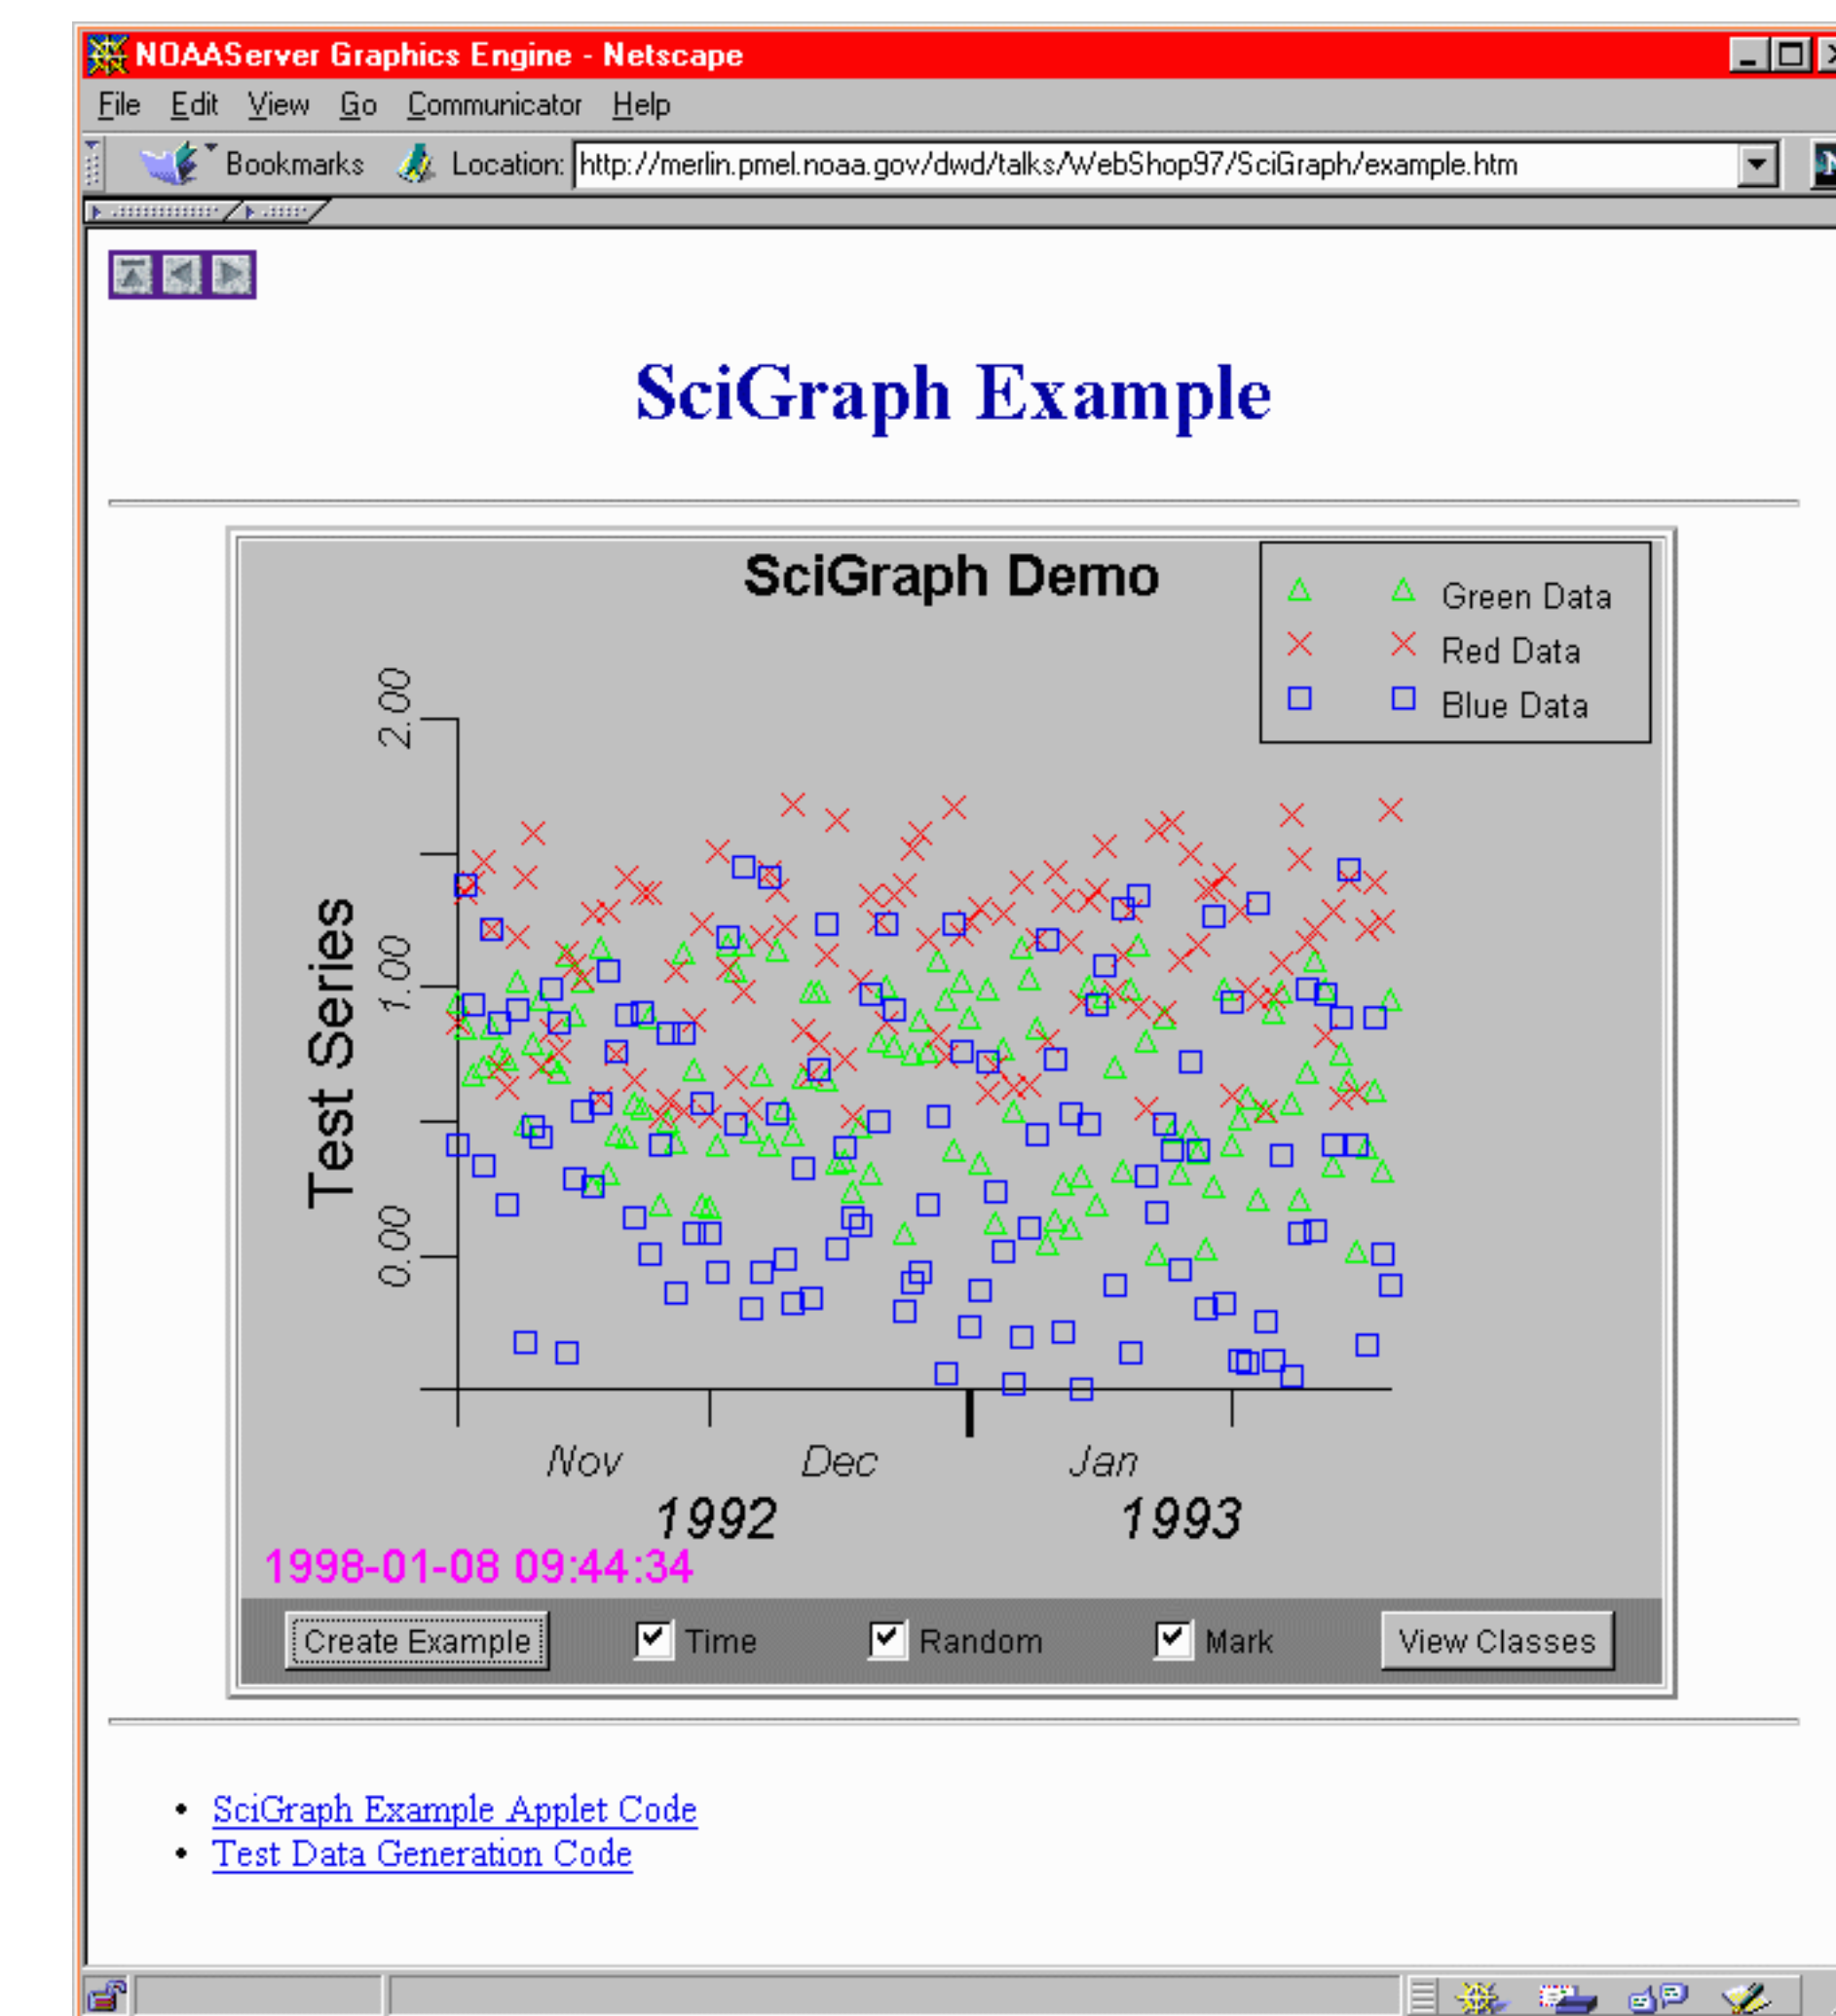 NOAAServer Graphics Engine - Netscape
File Edit View Go Communicator Help
Bookmarks Location: http://merlin.pmel.noaa.gov/dwd/talks/WebShop97/SciGraph/example.htm
SciGraph Example
SciGraph Demo
Green Data
Red Data
Blue Data
2.00
1.00
0.00
Test Series
Nov Dec Jan
1992 1993
1998-01-08 09:44:34
Create Example Time Random Mark View Classes
SciGraph Example Applet Code
Test Data Generation Code